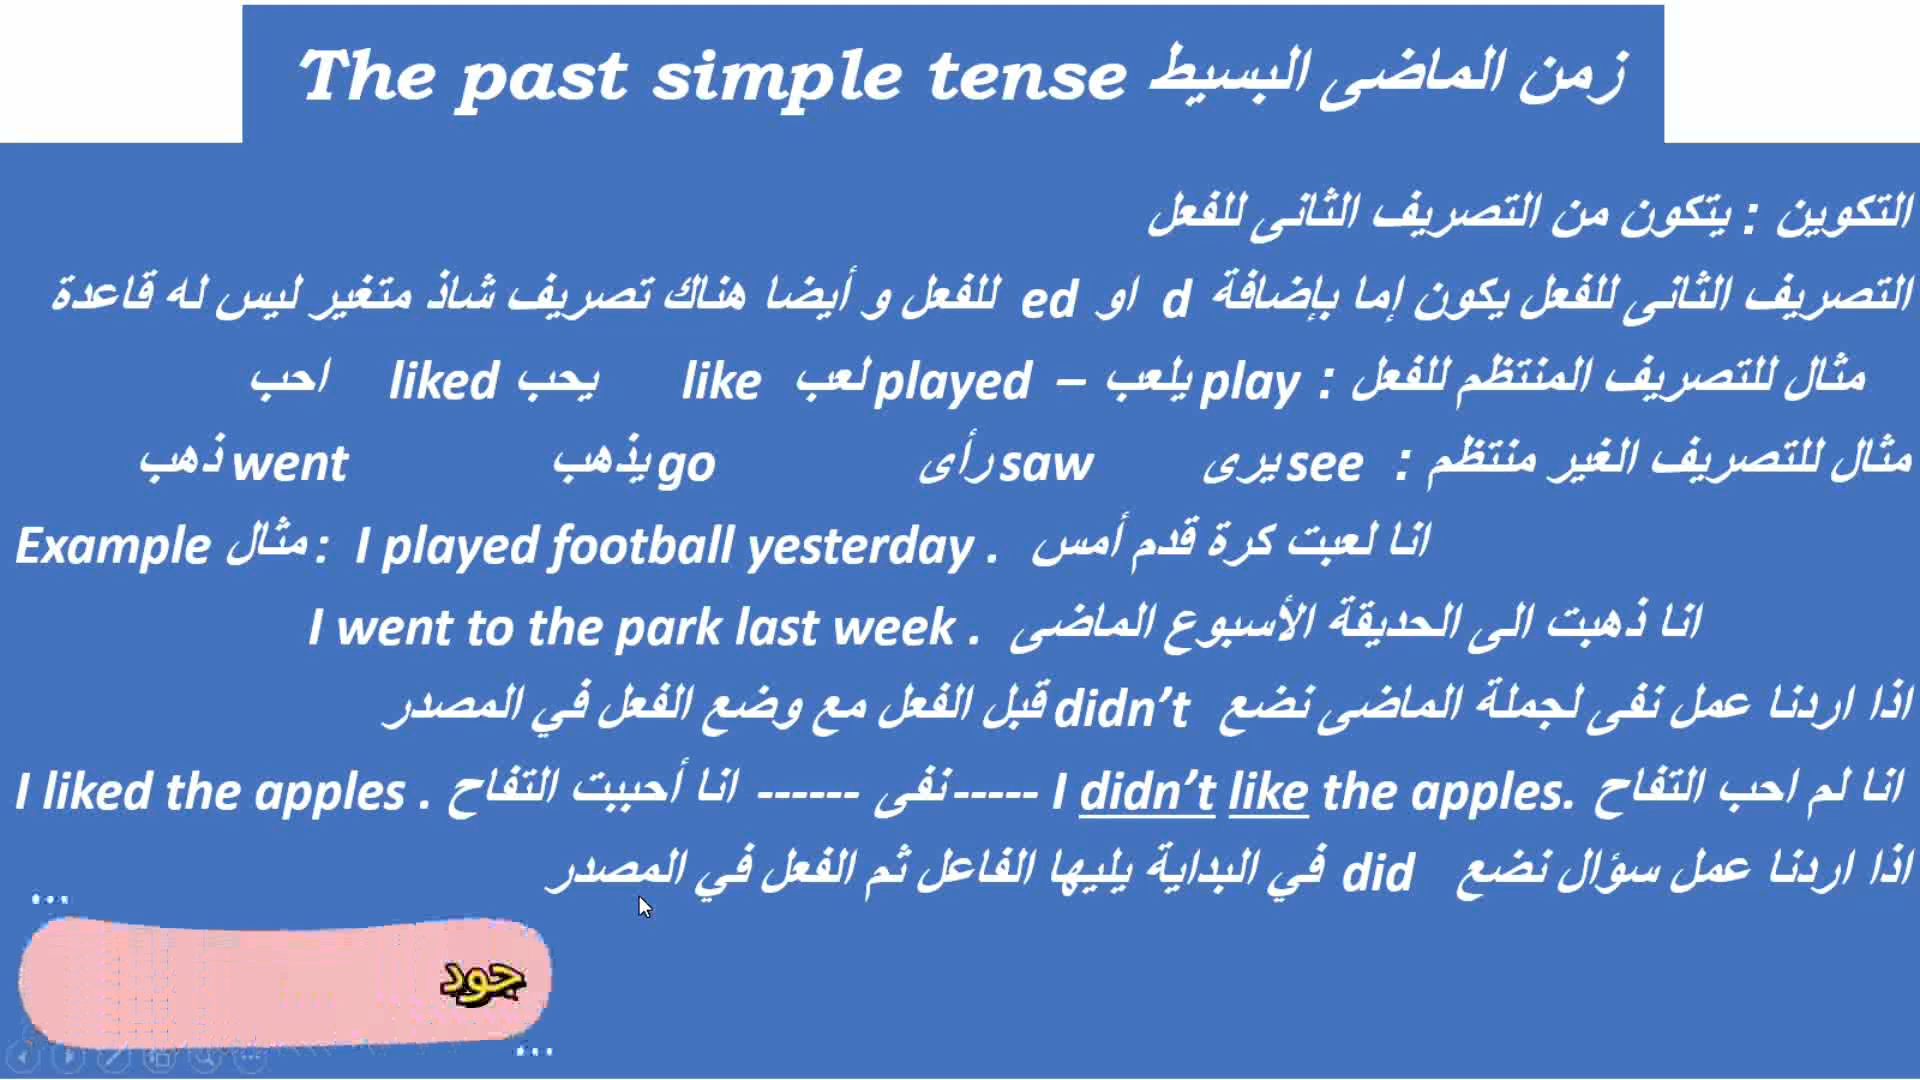 The past simple tense زمن الماضى البسيط
التكوين : يتكون من التصريف الثانى للفعل
التصريف الثانى للفعل يكون إما بإضافة d او ed للفعل و أيضا هناك تصريف شاذ متغير ليس له قاعدة
مثال للتصريف المنتظم للفعل : play يلعب – played لعب like يحب liked احب
مثال للتصريف الغير منتظم : see يرى saw رأى go يذهب went ذهب
Example مثال : I played football yesterday . انا لعبت كرة قدم أمس
I went to the park last week . انا ذهبت الى الحديقة الأسبوع الماضى
اذا اردنا عمل نفى لجملة الماضى نضع didn’t قبل الفعل مع وضع الفعل في المصدر
I liked the apples . انا أحببت التفاح ------ نفى ----- I didn’t like the apples. انا لم احب التفاح
اذا اردنا عمل سؤال نضع did في البداية يليها الفاعل ثم الفعل في المصدر
جود